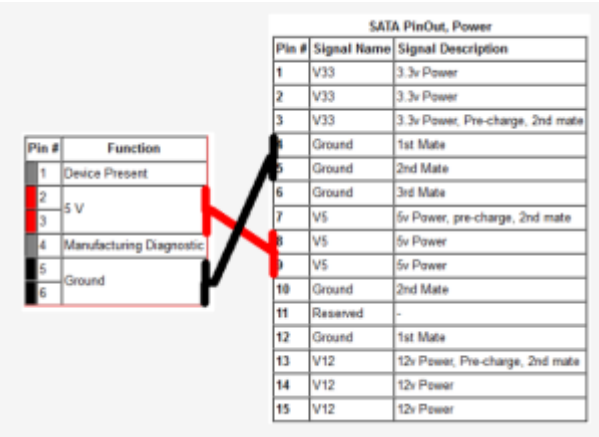 SATA PinOut, Power
Pin # Signal Name Signal Description
1 V33 3.3v Power
2 V33 3.3v Power
3 V33 3.3v Power, Pre-charge, 2nd mate
4 Ground 1st Mate
5 Ground 2nd Mate
6 Ground 3rd Mate
7 V5 5v Power, pre-charge, 2nd mate
8 V5 5v Power
9 V5 5v Power
10 Ground 2nd Mate
11 Reserved -
12 Ground 1st Mate
13 V12 12v Power, Pre-charge, 2nd mate
14 V12 12v Power
15 V12 12v Power
Pin # Function
1 Device Present
2
5 V
3
4 Manufacturing Diagnostic
5
Ground
6